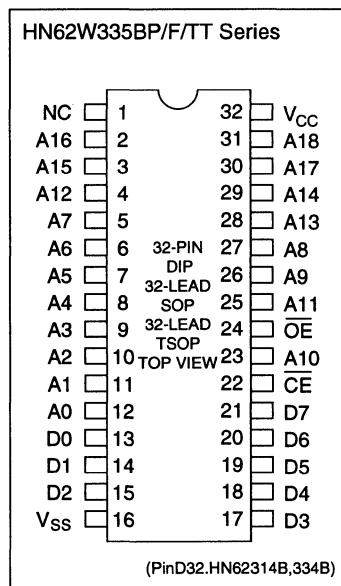 HN62W335BP/F/TT Series
NC 1 32 VCC
A16 2 31 A18
A15 3 30 A17
A12 4 29 A14
A7 5 28 A13
A6 6 32-PIN 27 A8
DIP
A5 7 32-LEAD 26 A9
A4 8 SOP 25 A11
A3 9 32-LEAD 24 O̅E̅
TSOP
A2 10 TOP VIEW 23 A10
A1 11 22 C̅E̅
A0 12 21 D7
D0 13 20 D6
D1 14 19 D5
D2 15 18 D4
VSS 16 17 D3
(PinD32.HN62314B,334B)